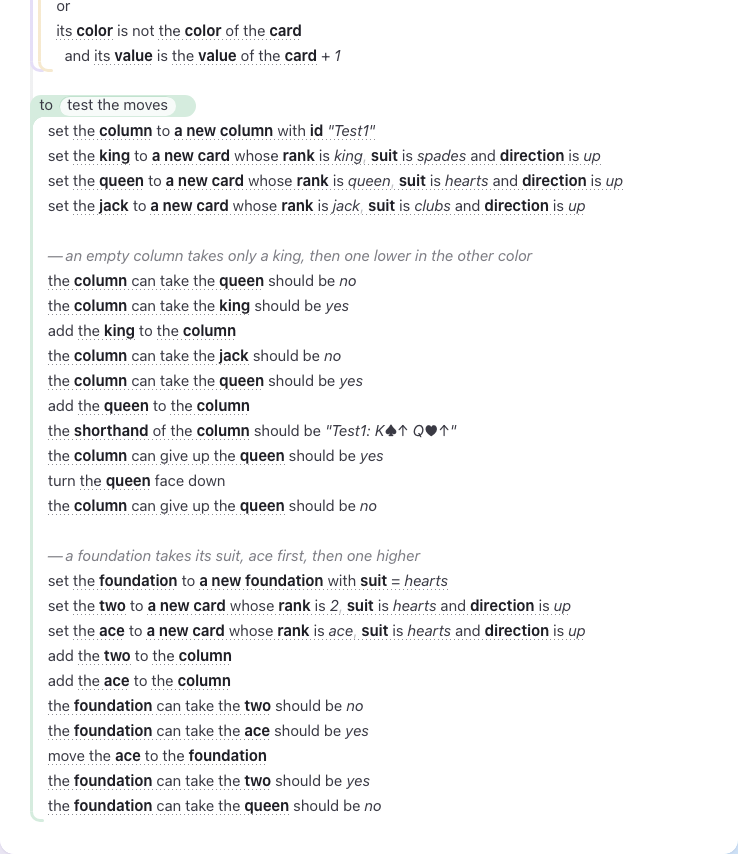 or
its color is not the color of the card
and its value is the value of the card + 1
to test the moves
set the column to a new column with id "Test1"
set the king to a new card whose rank is king, suit is spades and direction is up
set the queen to a new card whose rank is queen, suit is hearts and direction is up
set the jack to a new card whose rank is jack, suit is clubs and direction is up
— an empty column takes only a king, then one lower in the other color
the column can take the queen should be no
the column can take the king should be yes
add the king to the column
the column can take the jack should be no
the column can take the queen should be yes
add the queen to the column
the shorthand of the column should be "Test1: K♠↑ Q♥↑"
the column can give up the queen should be yes
turn the queen face down
the column can give up the queen should be no
— a foundation takes its suit, ace first, then one higher
set the foundation to a new foundation with suit = hearts
set the two to a new card whose rank is 2, suit is hearts and direction is up
set the ace to a new card whose rank is ace, suit is hearts and direction is up
add the two to the column
add the ace to the column
the foundation can take the two should be no
the foundation can take the ace should be yes
move the ace to the foundation
the foundation can take the two should be yes
the foundation can take the queen should be no